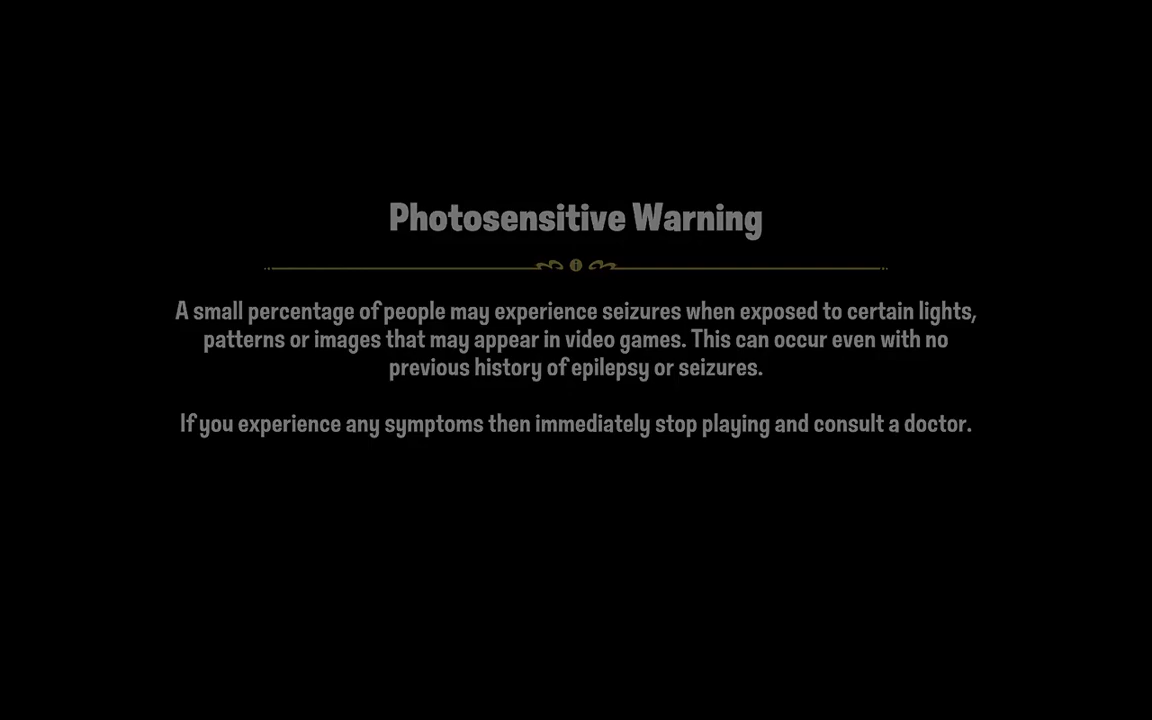 Photosensitive Warning
A small percentage of people may experience seizures when exposed to certain lights,
patterns or images that may appear in video games. This can occur even with no
previous history of epilepsy or seizures.
If you experience any symptoms then immediately stop playing and consult a doctor.